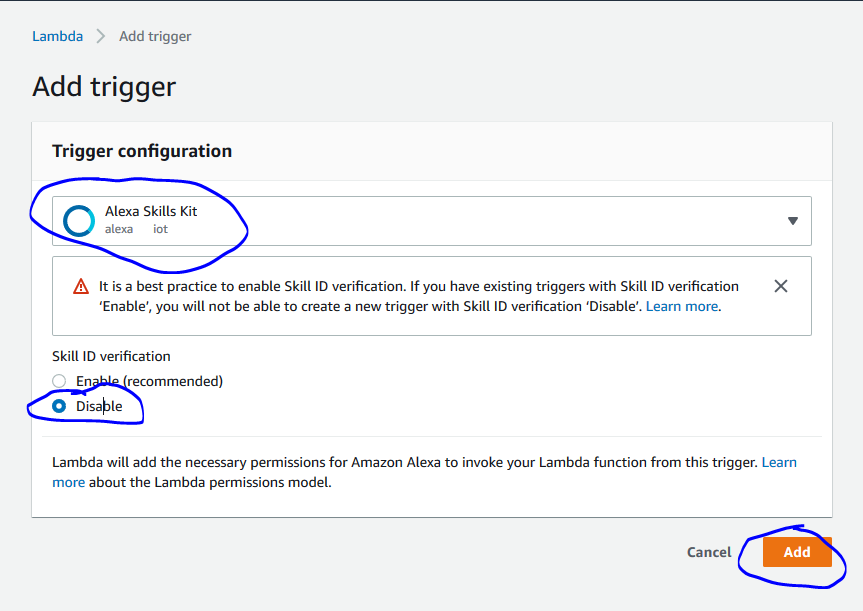 Lambda > Add trigger
Add trigger
Trigger configuration
Alexa Skills Kit
alexa iot
It is a best practice to enable Skill ID verification. If you have existing triggers with Skill ID verification
‘Enable’, you will not be able to create a new trigger with Skill ID verification ‘Disable’. Learn more.
Skill ID verification
Enable (recommended)
Disable
Lambda will add the necessary permissions for Amazon Alexa to invoke your Lambda function from this trigger. Learn
more about the Lambda permissions model.
Cancel Add